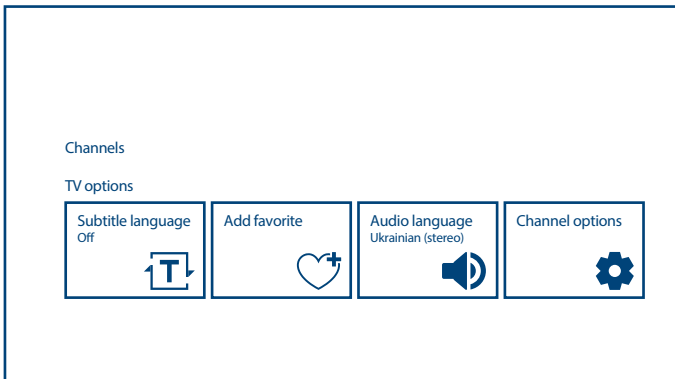 Channels
TV options
Subtitle language
Off
T
Add favorite
Audio language
Ukrainian (stereo)
Channel options